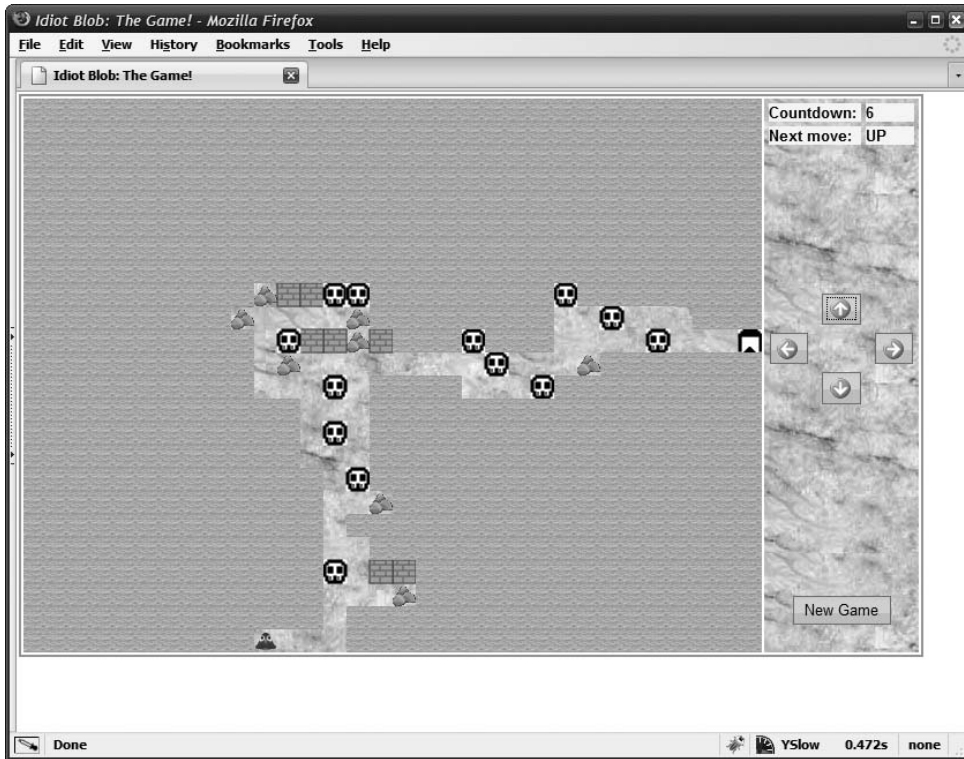 Idiot Blob: The Game! - Mozilla Firefox
File Edit View History Bookmarks Tools Help
Idiot Blob: The Game!
Countdown: 6
Next move: UP
New Game
Done YSlow 0.472s none